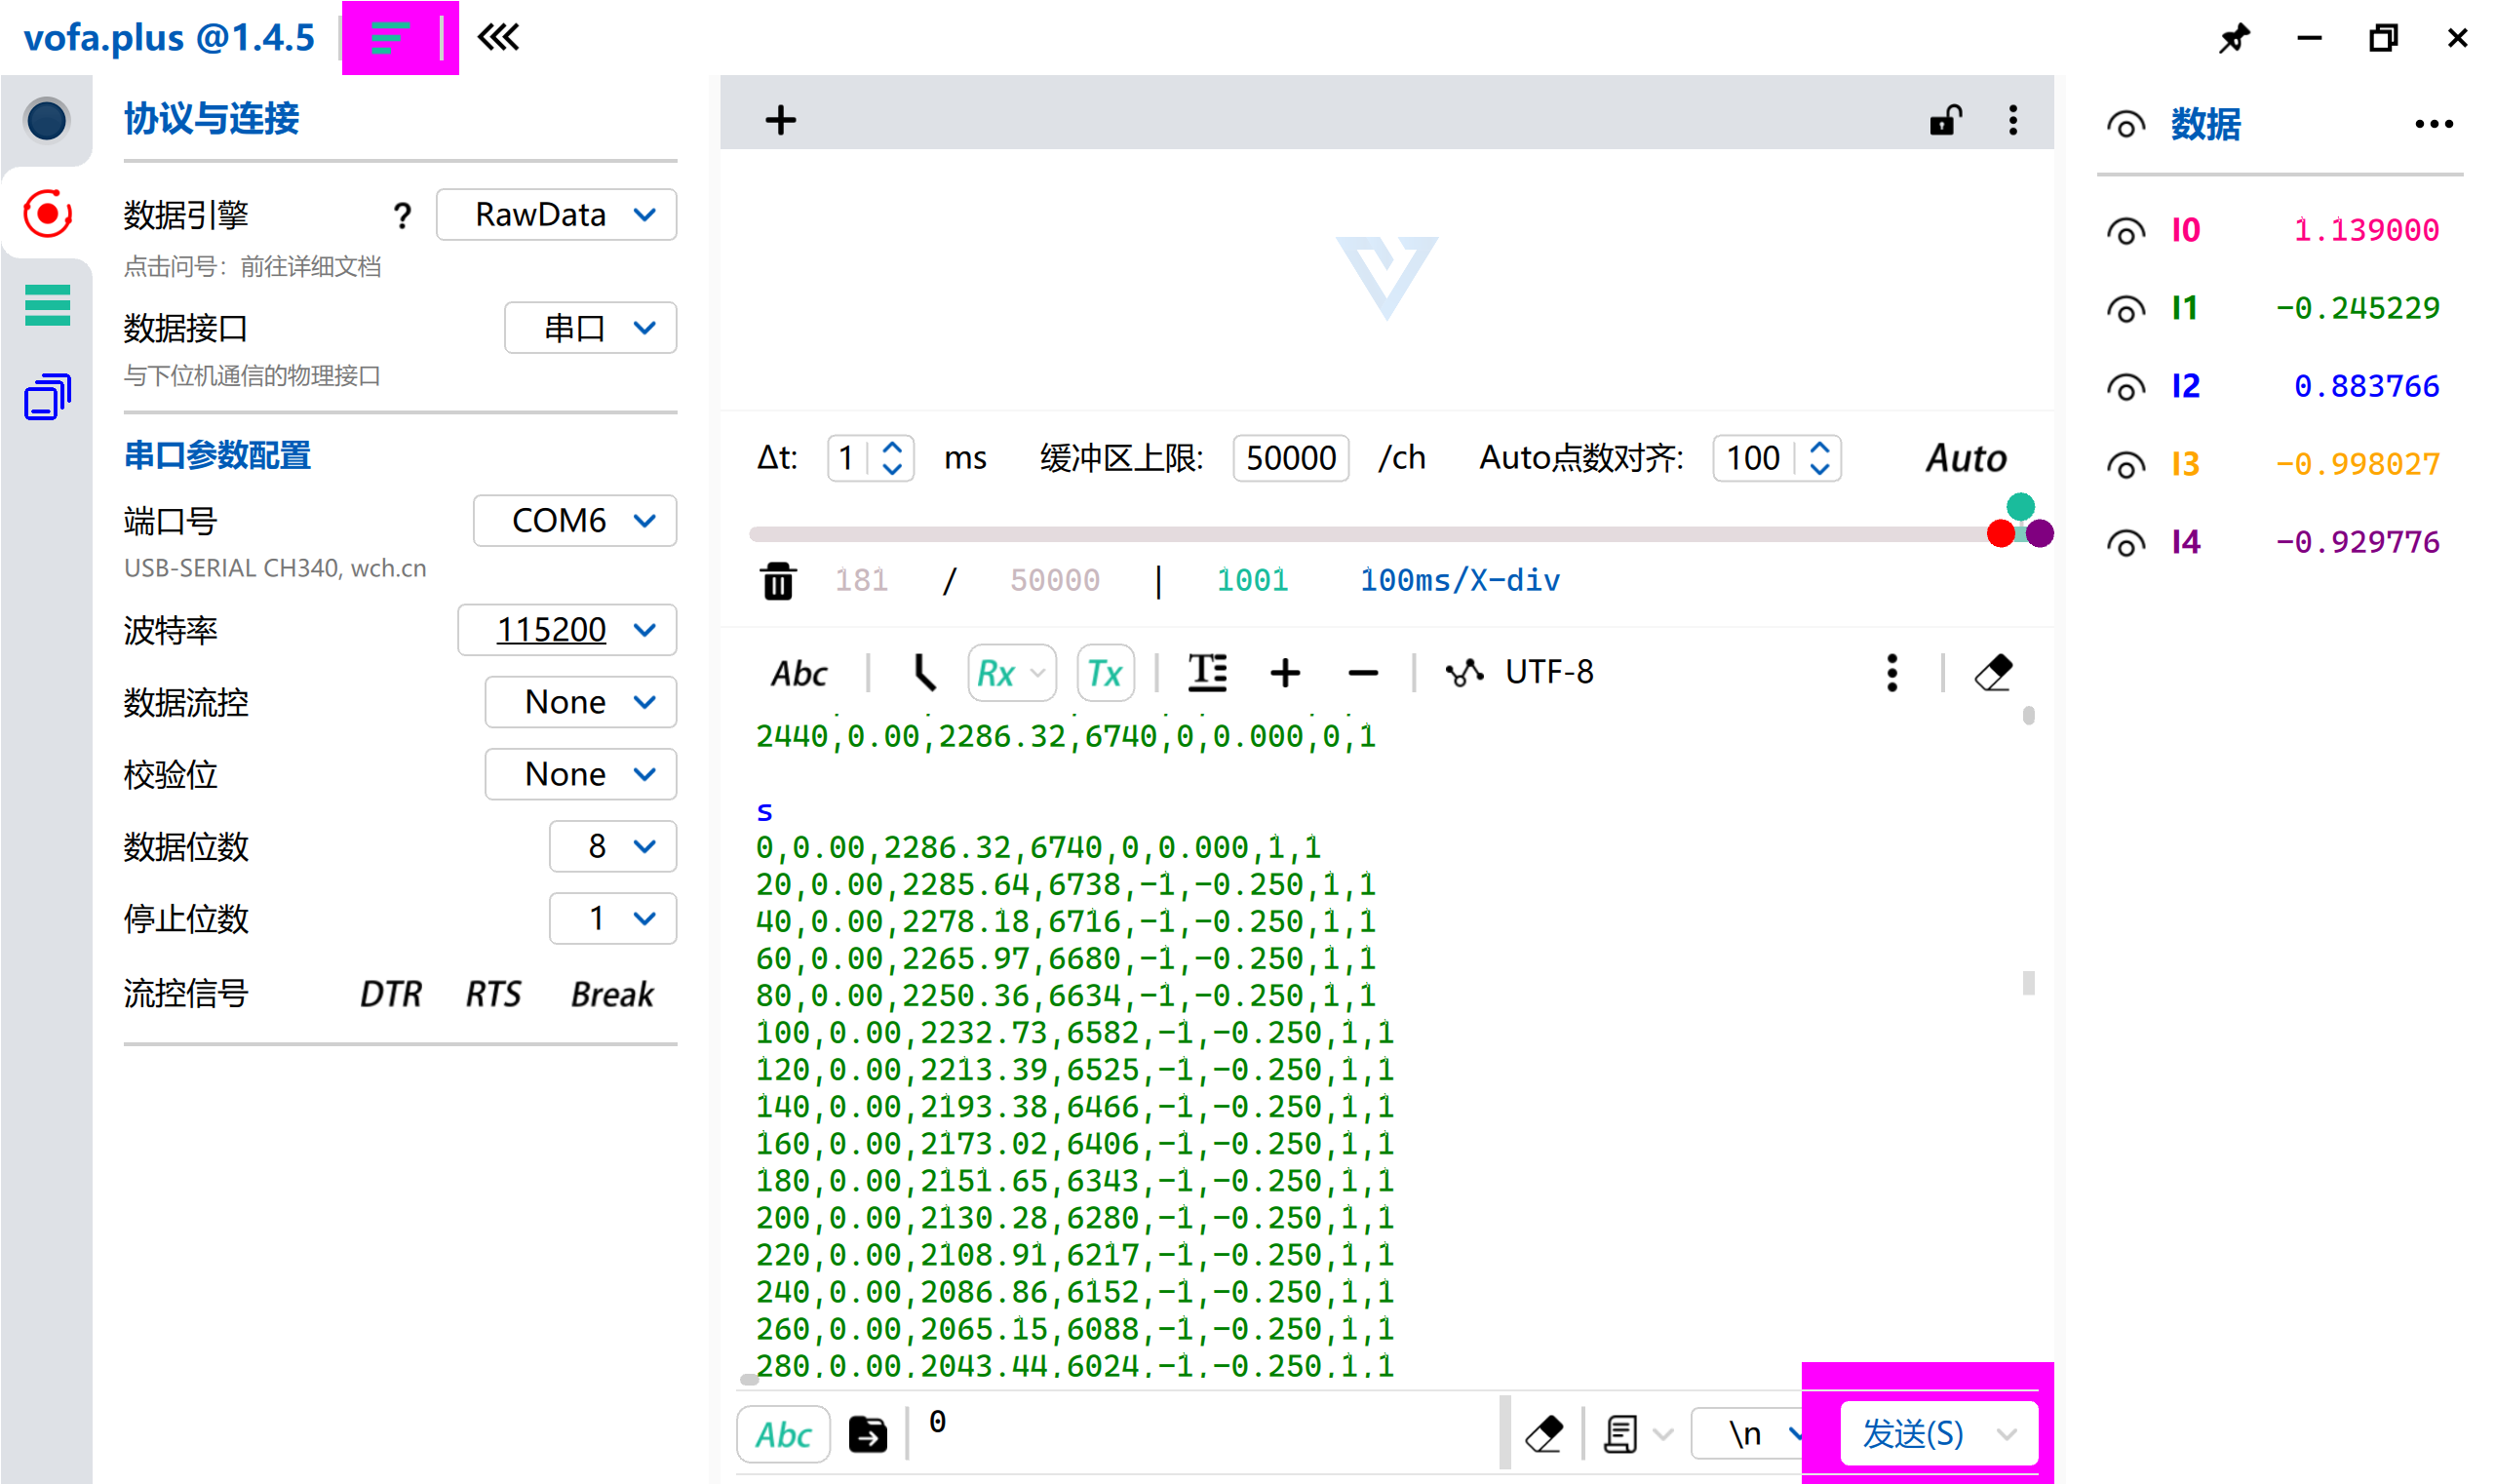 vofa.plus @1.4.5
协议与连接
数据引擎 ? RawData
点击问号：前往详细文档
数据接口 串口
与下位机通信的物理接口
串口参数配置
端口号 COM6
USB-SERIAL CH340, wch.cn
波特率 115200
数据流控 None
校验位 None
数据位数 8
停止位数 1
流控信号 DTR RTS Break
Δt: 1 ms 缓冲区上限: 50000 /ch Auto点数对齐: 100 Auto
181 / 50000 | 1001 100ms/X-div
Abc Rx Tx UTF-8
2440,0.00,2286.32,6740,0,0.000,0,1
s
0,0.00,2286.32,6740,0,0.000,1,1
20,0.00,2285.64,6738,-1,-0.250,1,1
40,0.00,2278.18,6716,-1,-0.250,1,1
60,0.00,2265.97,6680,-1,-0.250,1,1
80,0.00,2250.36,6634,-1,-0.250,1,1
100,0.00,2232.73,6582,-1,-0.250,1,1
120,0.00,2213.39,6525,-1,-0.250,1,1
140,0.00,2193.38,6466,-1,-0.250,1,1
160,0.00,2173.02,6406,-1,-0.250,1,1
180,0.00,2151.65,6343,-1,-0.250,1,1
200,0.00,2130.28,6280,-1,-0.250,1,1
220,0.00,2108.91,6217,-1,-0.250,1,1
240,0.00,2086.86,6152,-1,-0.250,1,1
260,0.00,2065.15,6088,-1,-0.250,1,1
280,0.00,2043.44,6024,-1,-0.250,1,1
Abc 0 \n 发送(S)
数据
I0 1.139000
I1 -0.245229
I2 0.883766
I3 -0.998027
I4 -0.929776